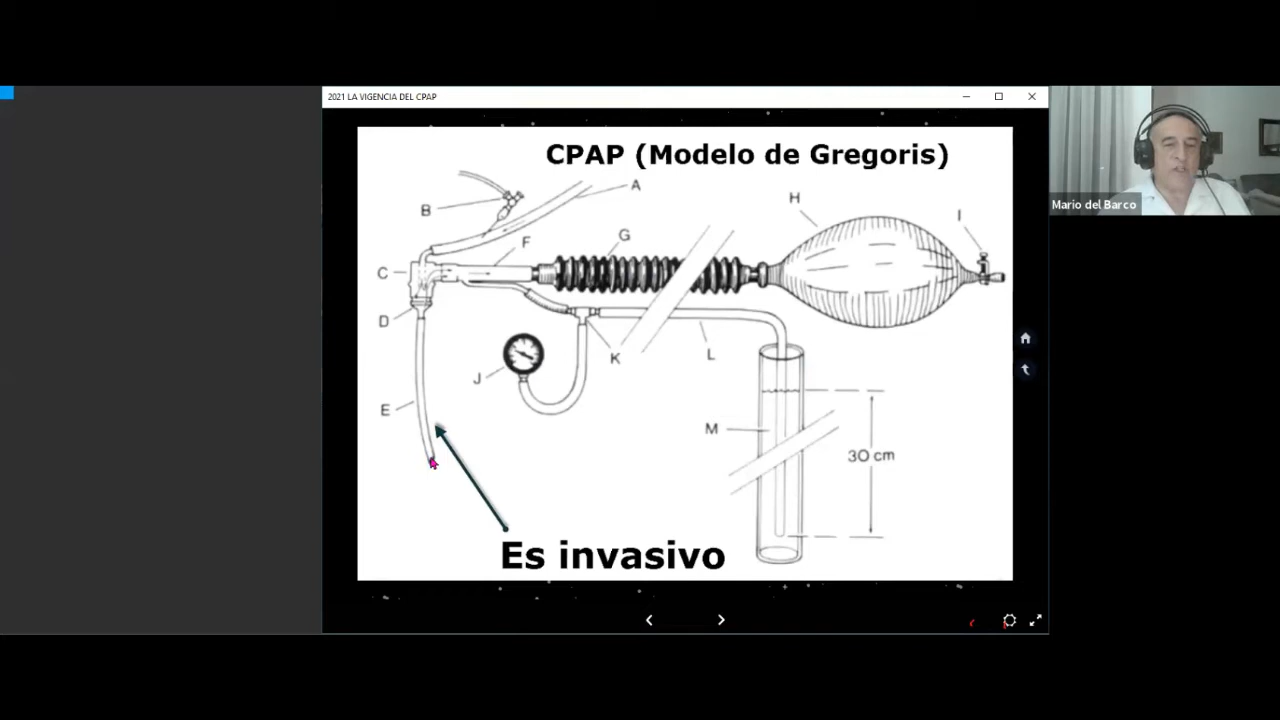 2021 LA VIGENCIA DEL CPAP
CPAP (Modelo de Gregoris)
A
B
H
I
F
G
C
D
K
L
J
E
M
30 cm
Es invasivo
Mario del Barco